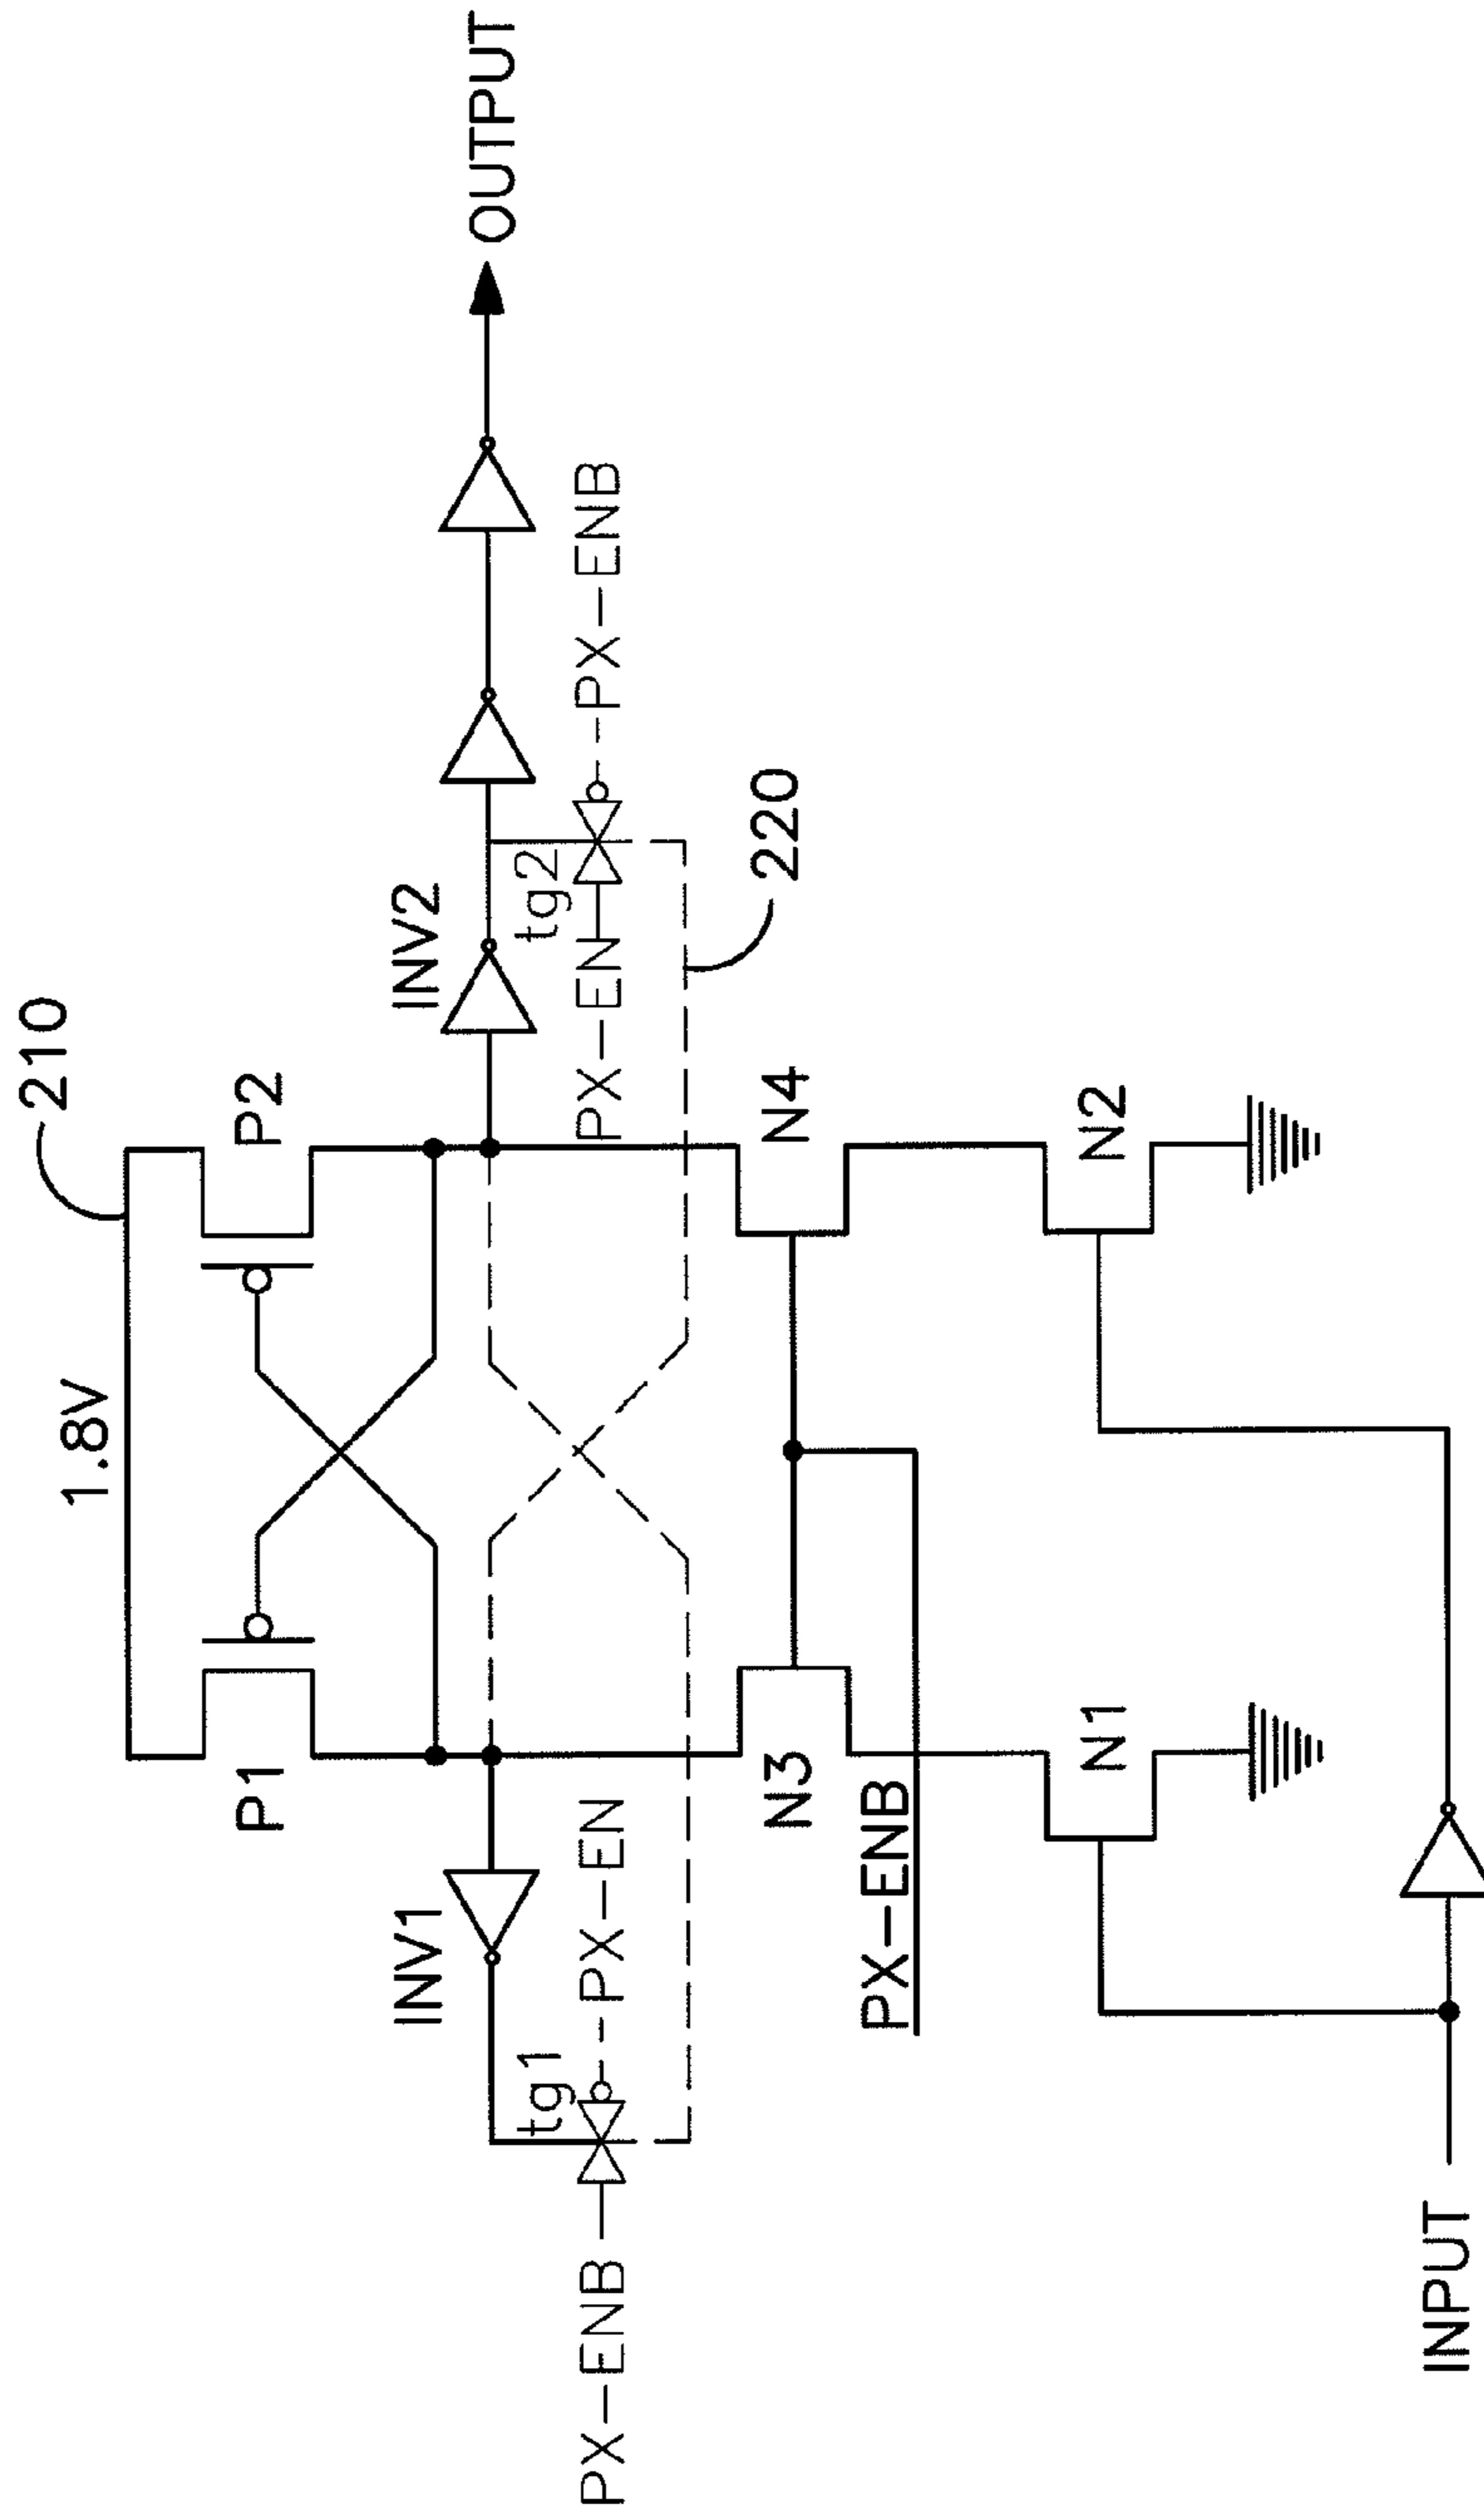 210
1.8V
P1
P2
INV1
INV2
OUTPUT
tg1
tg2
PX-ENB
PX-EN
PX-EN
PX-ENB
N3
N4
220
PX-ENB
N1
N2
INPUT